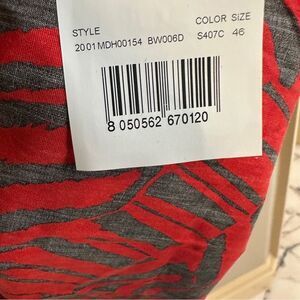 STYLE COLOR SIZE
2001MDH00154 BW006D S407C 46
8 050562 670120